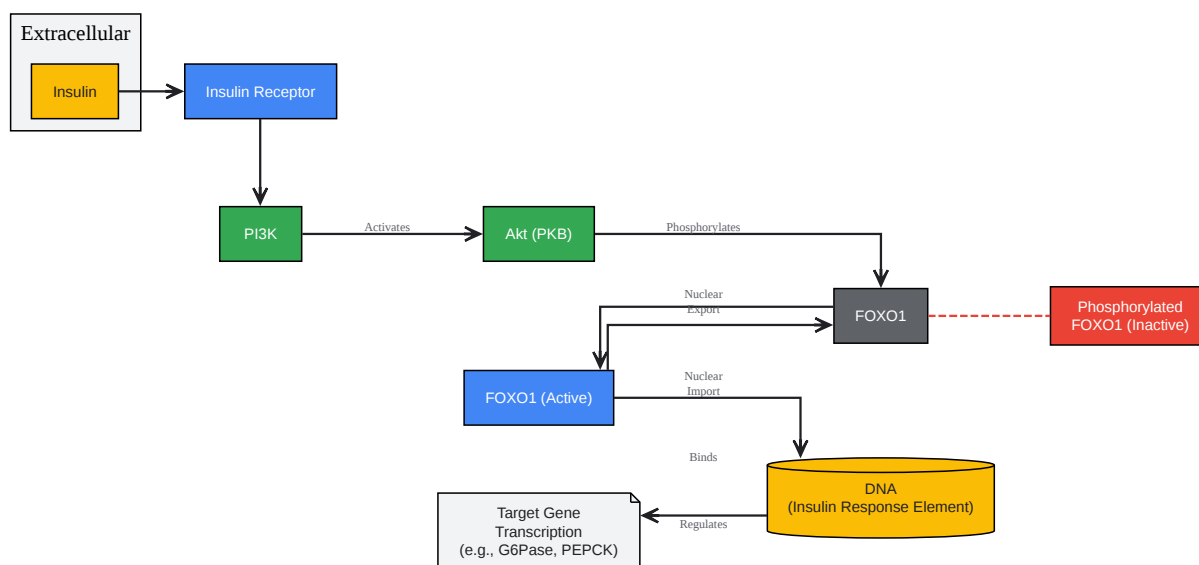 Extracellular
Insulin
Insulin Receptor
PI3K
Activates
Akt (PKB)
Phosphorylates
Nuclear
Export
FOXO1
Phosphorylated
FOXO1 (Inactive)
FOXO1 (Active)
Nuclear
Import
Binds
DNA
(Insulin Response Element)
Target Gene
Transcription
(e.g., G6Pase, PEPCK)
Regulates